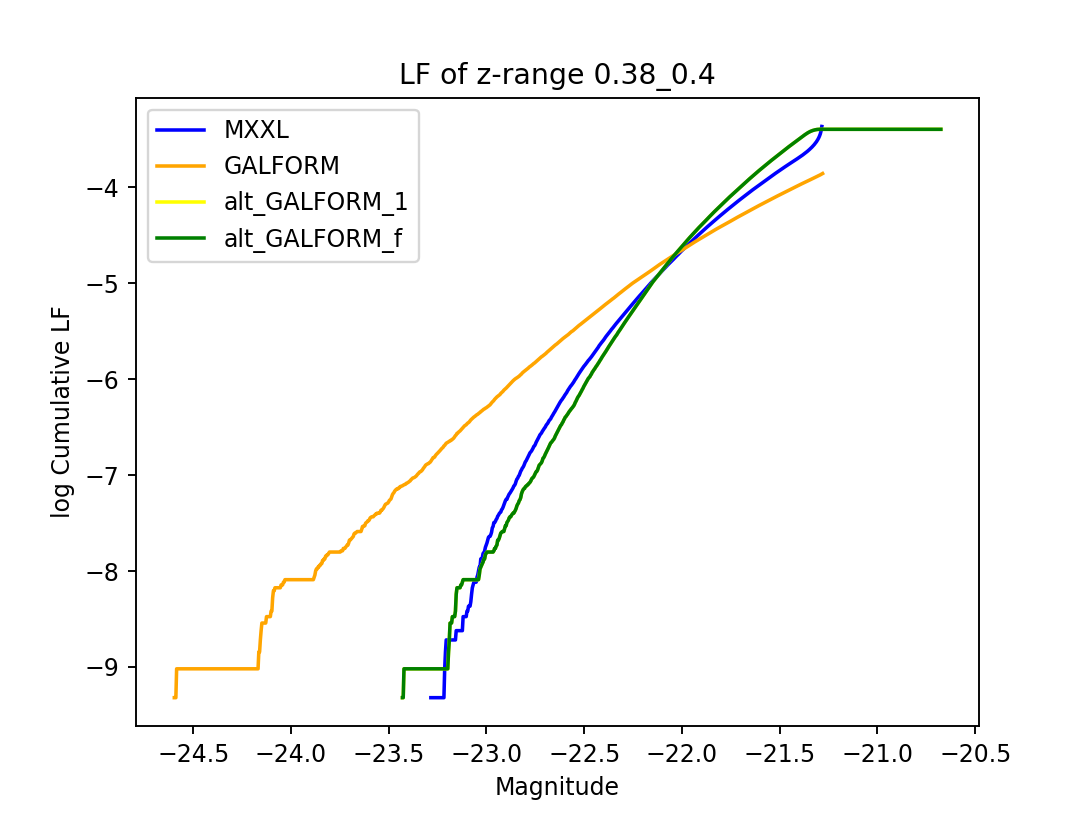 LF of z-range 0.38_0.4
MXXL
GALFORM
alt_GALFORM_1
alt_GALFORM_f
log Cumulative LF
−4
−5
−6
−7
−8
−9
−24.5 −24.0 −23.5 −23.0 −22.5 −22.0 −21.5 −21.0 −20.5
Magnitude